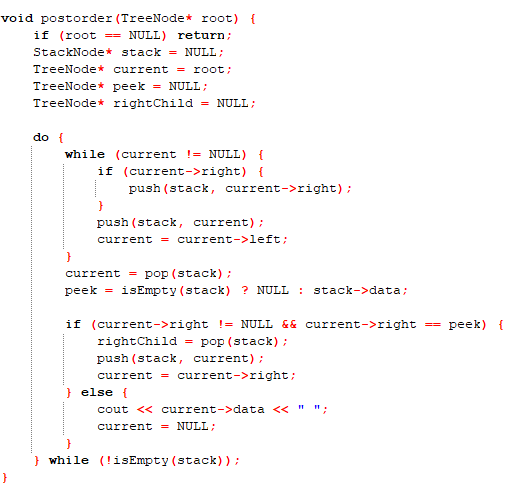 void postorder(TreeNode* root) {
    if (root == NULL) return;
    StackNode* stack = NULL;
    TreeNode* current = root;
    TreeNode* peek = NULL;
    TreeNode* rightChild = NULL;

    do {
        while (current != NULL) {
            if (current->right) {
                push(stack, current->right);
            }
            push(stack, current);
            current = current->left;
        }
        current = pop(stack);
        peek = isEmpty(stack) ? NULL : stack->data;

        if (current->right != NULL && current->right == peek) {
            rightChild = pop(stack);
            push(stack, current);
            current = current->right;
        } else {
            cout << current->data << " ";
            current = NULL;
        }
    } while (!isEmpty(stack));
}